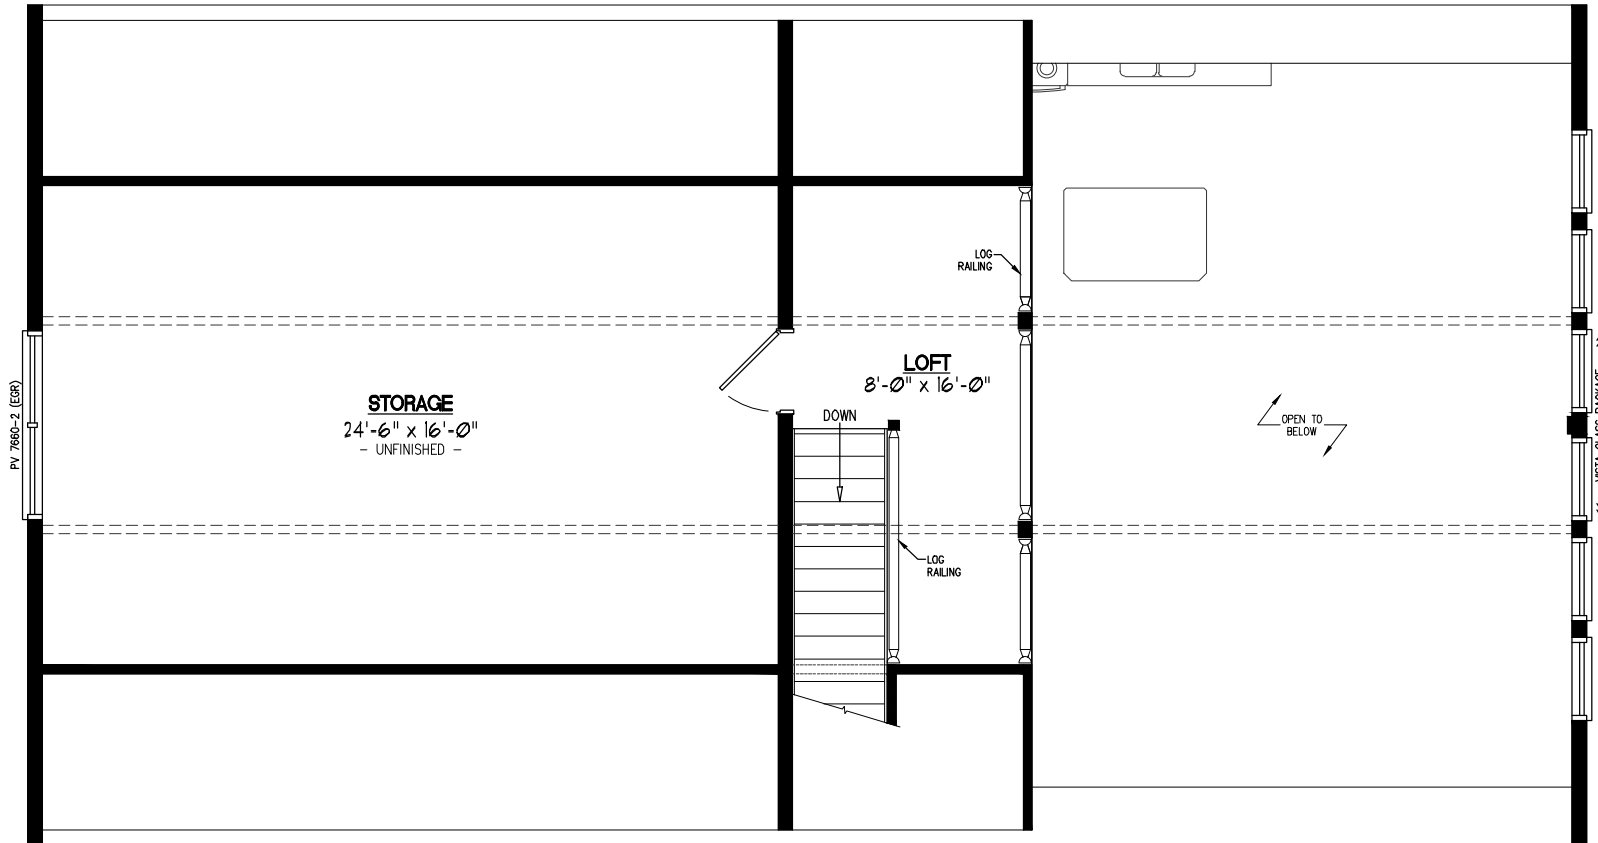 LOG
RAILING
LOFT
8'-0" x 16'-0"
STORAGE
24'-6" x 16'-0"
- UNFINISHED -
PV 7660-2 (EGR)
DOWN
OPEN TO
BELOW
LOG
RAILING